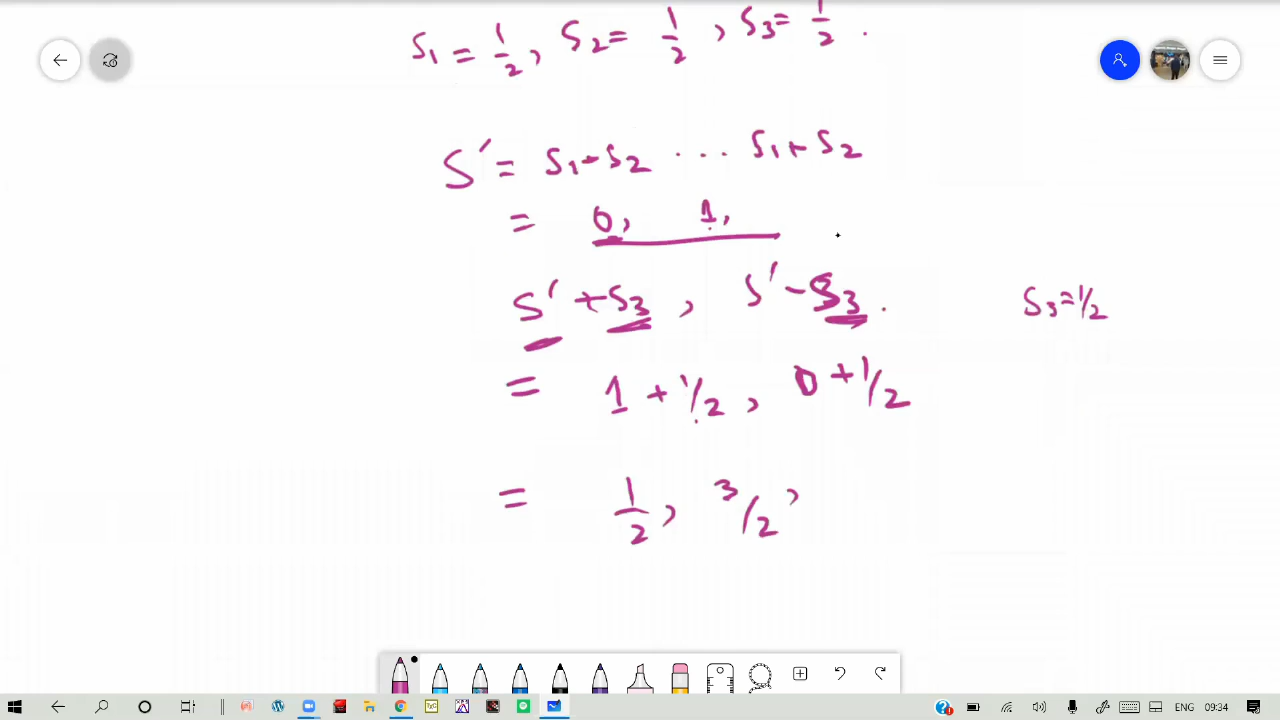 S₁ = 1/2, S₂ = 1/2, S₃ = 1/2.
S' = S₁-S₂ ... S₁+S₂
= 0, 1,
S' + S₃, S' - S₃. S₃=1/2
= 1 + 1/2, 0 + 1/2
= 1/2, 3/2,
ENG 09:34